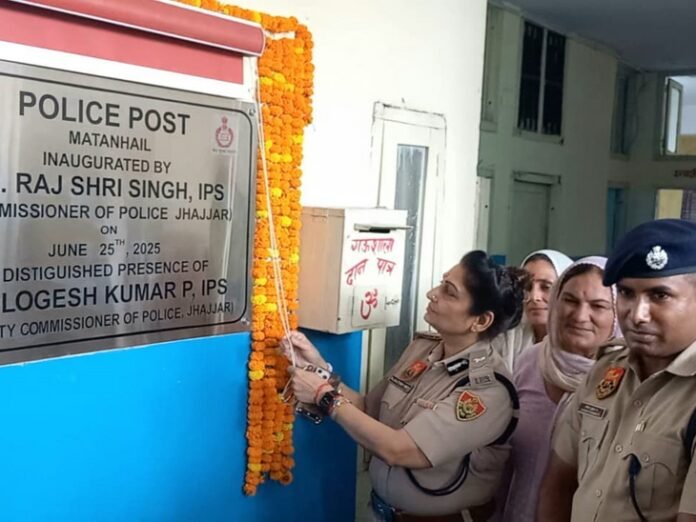 POLICE POST
MATANHAIL
INAUGURATED BY
. RAJ SHRI SINGH, IPS
MISSIONER OF POLICE JHAJJAR)
ON
JUNE 25TH, 2025
DISTIGUISHED PRESENCE OF
LOGESH KUMAR P, IPS
TY COMMISSIONER OF POLICE, JHAJJAR)
गऊशाला
दान पात्र
ॐ